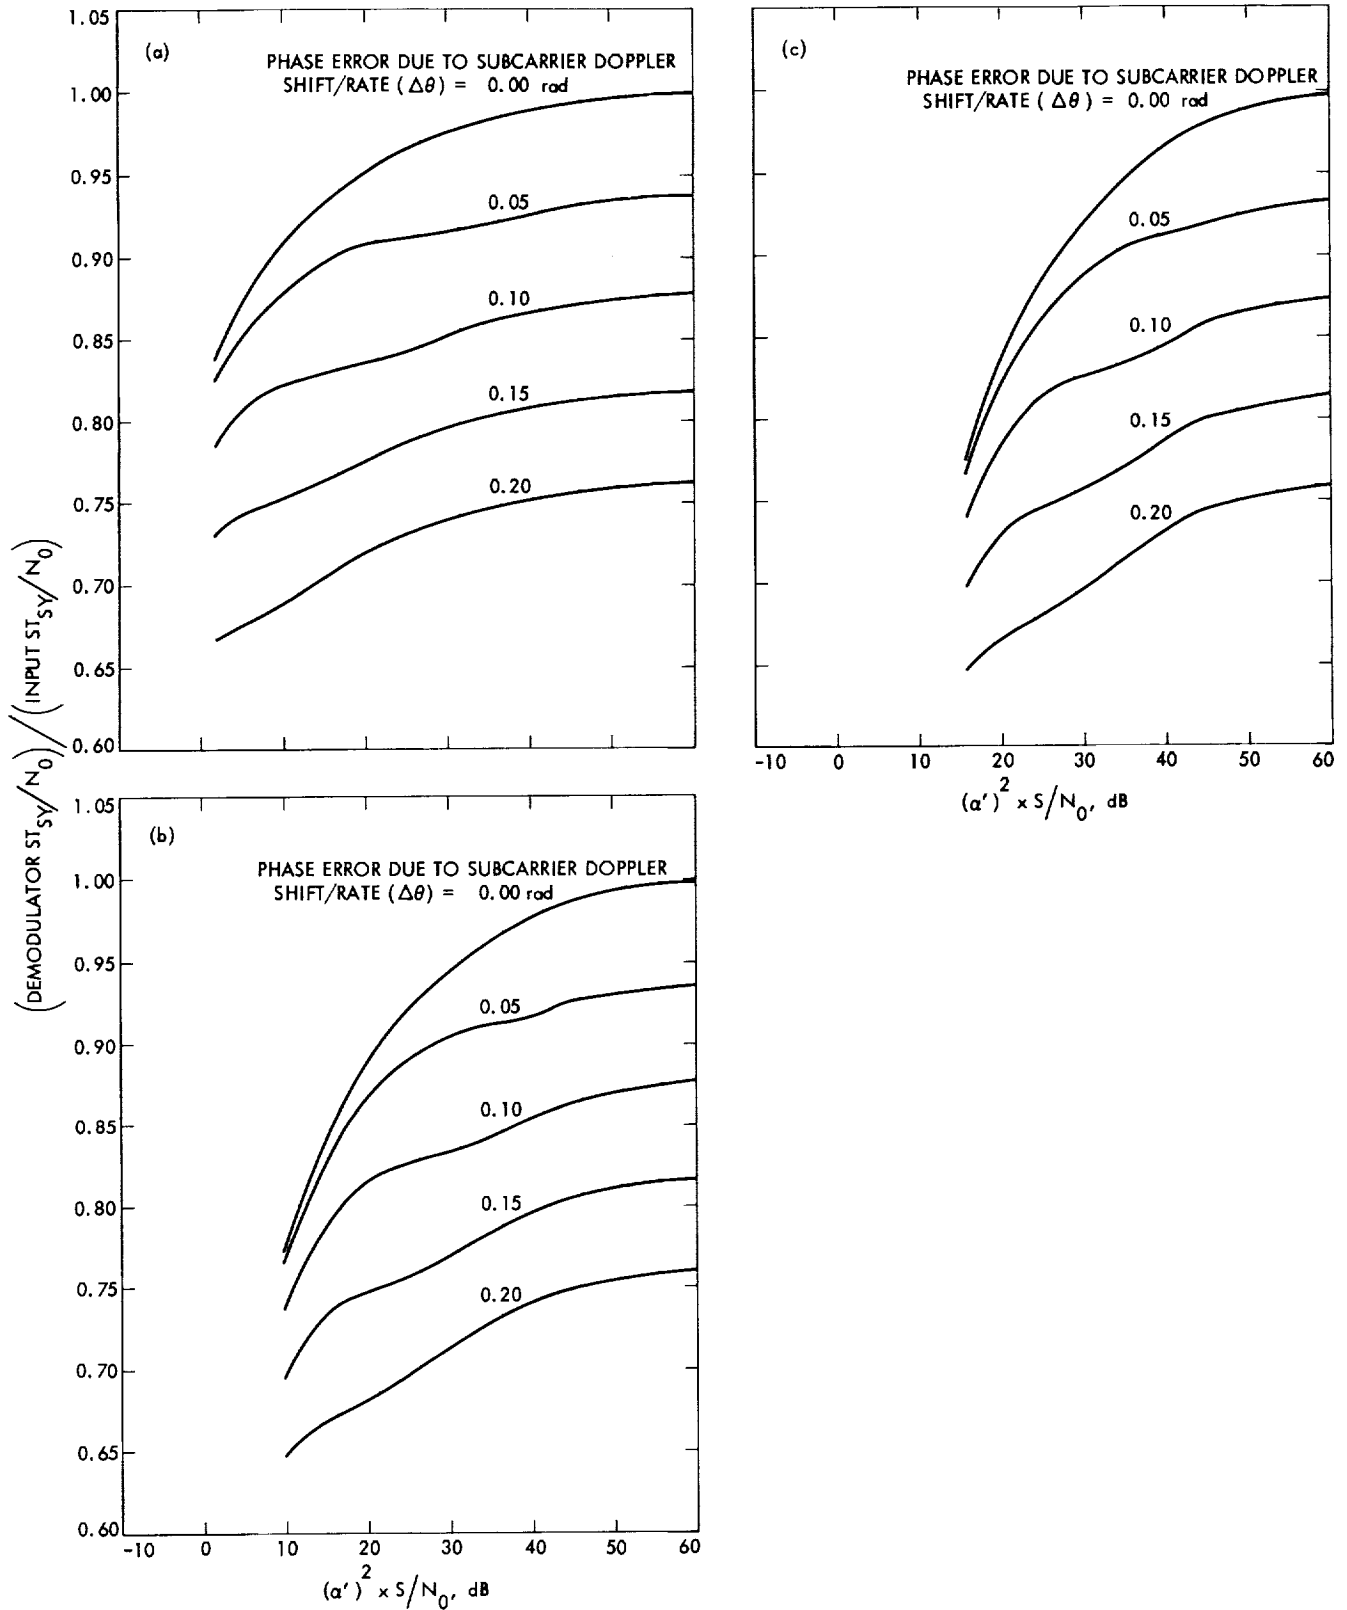 (DEMODULATOR ST_SY/N_0) / (INPUT ST_SY/N_0)
(a)
PHASE ERROR DUE TO SUBCARRIER DOPPLER
SHIFT/RATE (Δθ) = 0.00 rad
0.05
0.10
0.15
0.20
1.05
1.00
0.95
0.90
0.85
0.80
0.75
0.70
0.65
0.60
(c)
PHASE ERROR DUE TO SUBCARRIER DOPPLER
SHIFT/RATE (Δθ) = 0.00 rad
0.05
0.10
0.15
0.20
-10 0 10 20 30 40 50 60
(α')² × S/N_0, dB
(b)
PHASE ERROR DUE TO SUBCARRIER DOPPLER
SHIFT/RATE (Δθ) = 0.00 rad
0.05
0.10
0.15
0.20
1.05
1.00
0.95
0.90
0.85
0.80
0.75
0.70
0.65
0.60
-10 0 10 20 30 40 50 60
(α')² × S/N_0, dB